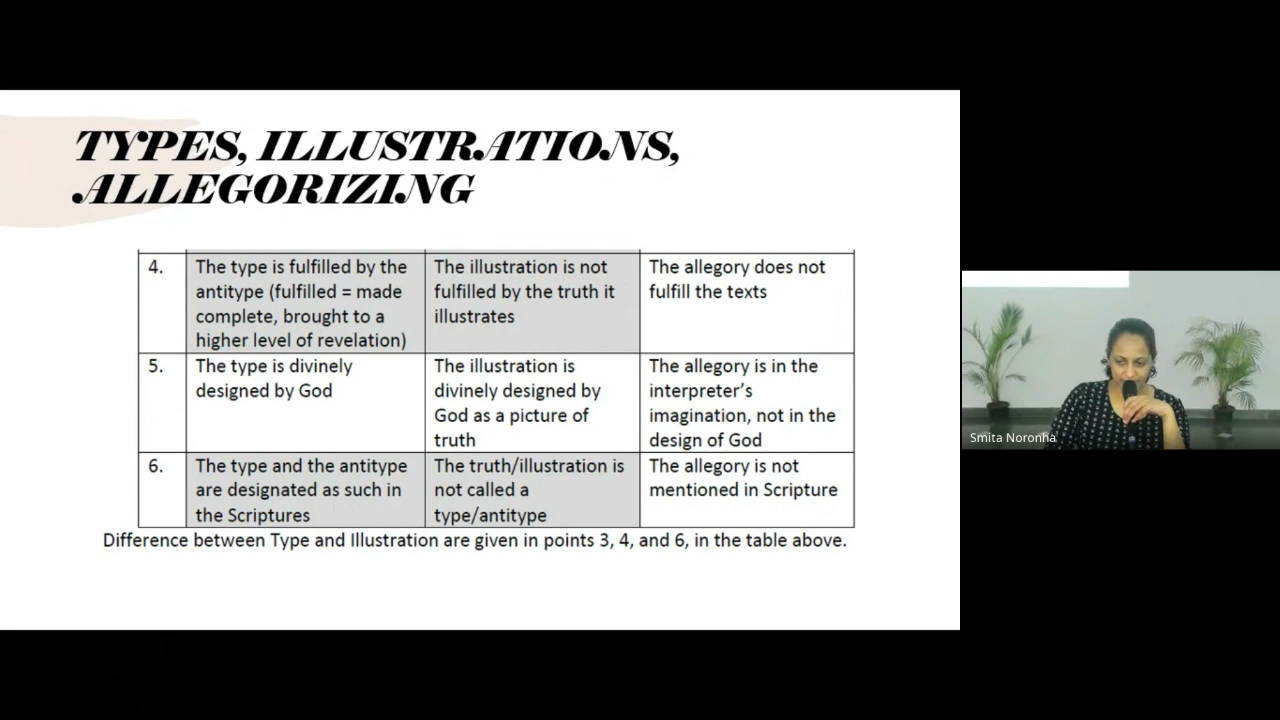 TYPES, ILLUSTRATIONS,
ALLEGORIZING
4.
The type is fulfilled by the
antitype (fulfilled = made
complete, brought to a
higher level of revelation)
The illustration is not
fulfilled by the truth it
illustrates
The allegory does not
fulfill the texts
5.
The type is divinely
designed by God
The illustration is
divinely designed by
God as a picture of
truth
The allegory is in the
interpreter's
imagination, not in the
design of God
6.
The type and the antitype
are designated as such in
the Scriptures
The truth/illustration is
not called a
type/antitype
The allegory is not
mentioned in Scripture
Difference between Type and Illustration are given in points 3, 4, and 6, in the table above.
Smita Noronha